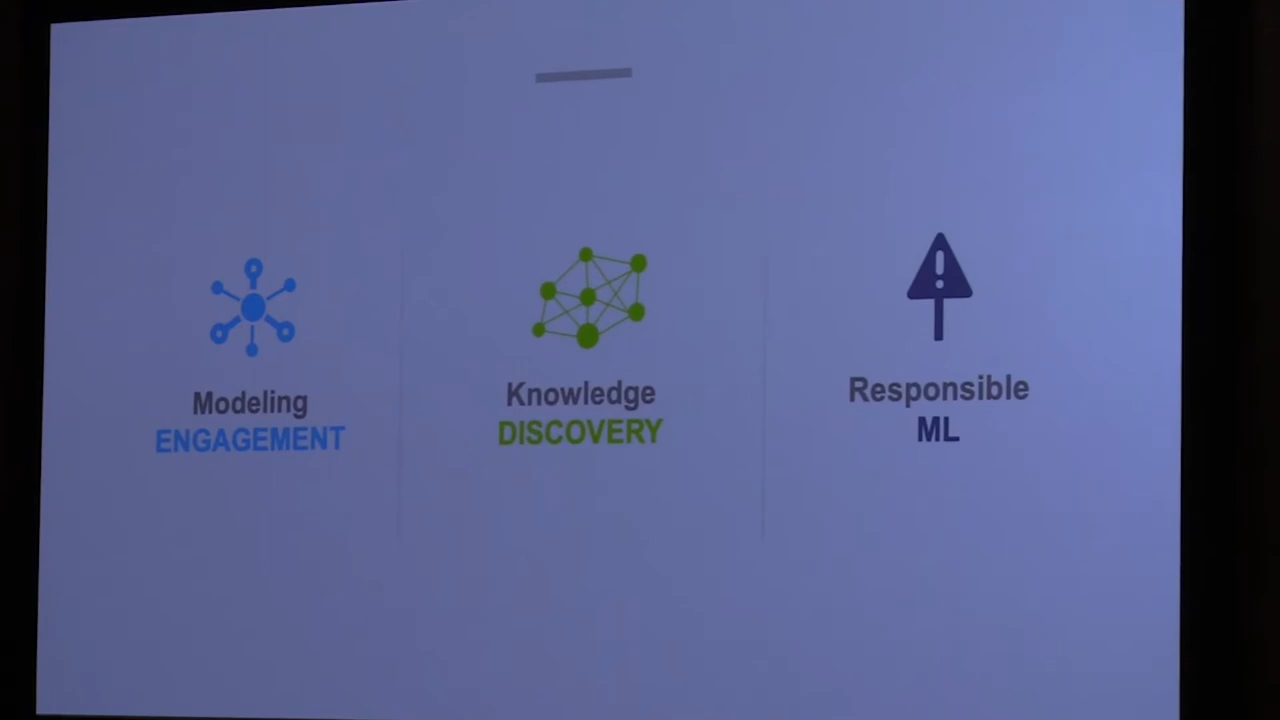 Modeling
ENGAGEMENT
Knowledge
DISCOVERY
Responsible
ML